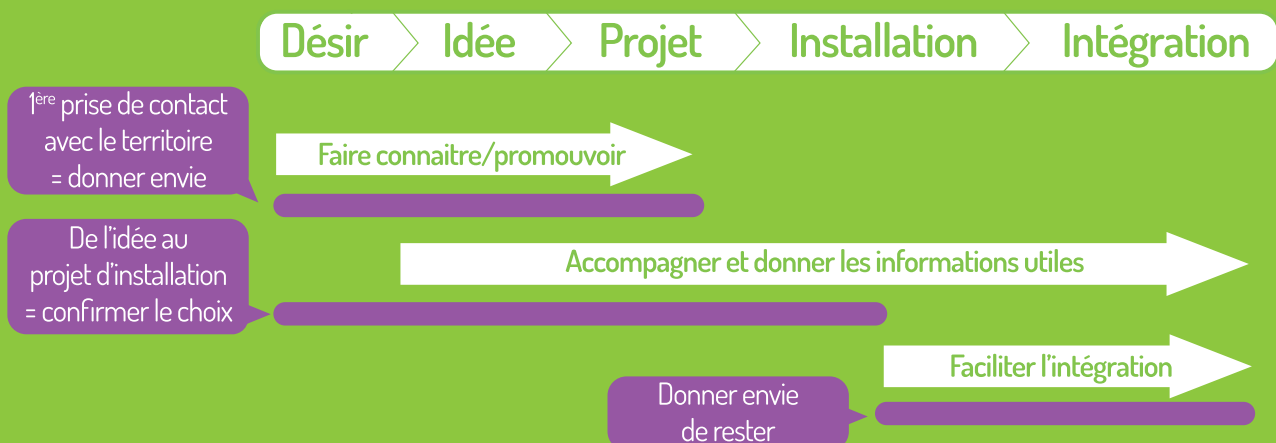 Désir Idée Projet Installation Intégration
1ère prise de contact
avec le territoire
= donner envie
Faire connaitre/promouvoir
De l'idée au
projet d'installation
= confirmer le choix
Accompagner et donner les informations utiles
Faciliter l'intégration
Donner envie
de rester